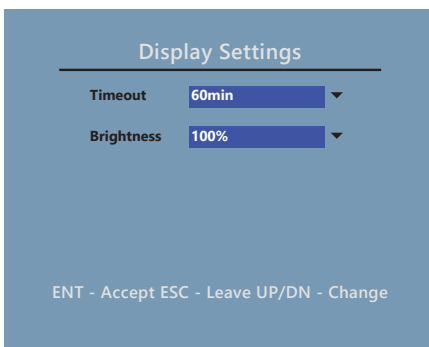 Display Settings
Timeout 60min
Brightness 100%
ENT - Accept ESC - Leave UP/DN - Change